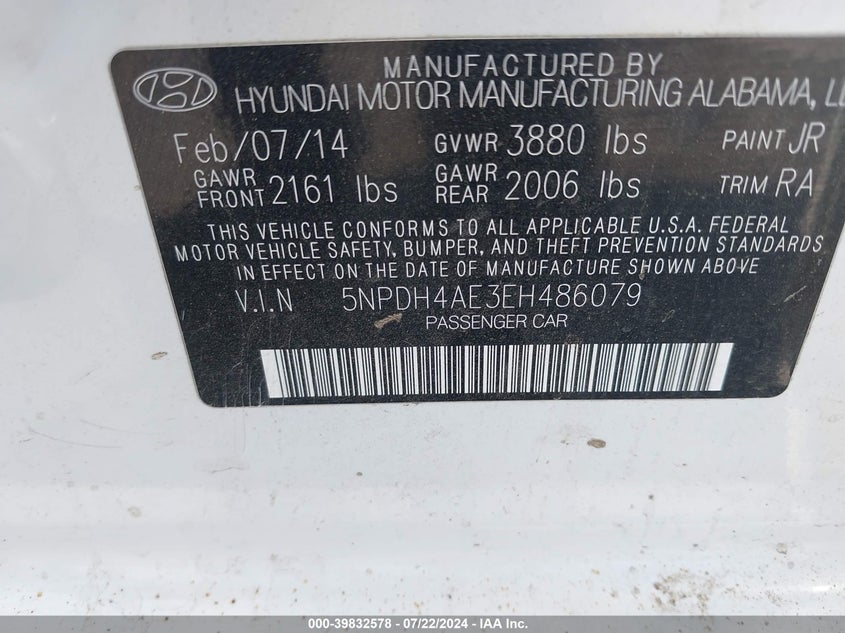 MANUFACTURED BY
HYUNDAI MOTOR MANUFACTURING ALABAMA,
Feb/07/14 GVWR 3880 lbs PAINT JR
GAWR FRONT 2161 lbs GAWR REAR 2006 lbs TRIM RA
THIS VEHICLE CONFORMS TO ALL APPLICABLE U.S.A. FEDERAL
MOTOR VEHICLE SAFETY, BUMPER, AND THEFT PREVENTION STANDARDS
IN EFFECT ON THE DATE OF MANUFACTURE SHOWN ABOVE
V.I.N 5NPDH4AE3EH486079
PASSENGER CAR
000-39832578 - 07/22/2024 - IAA Inc.